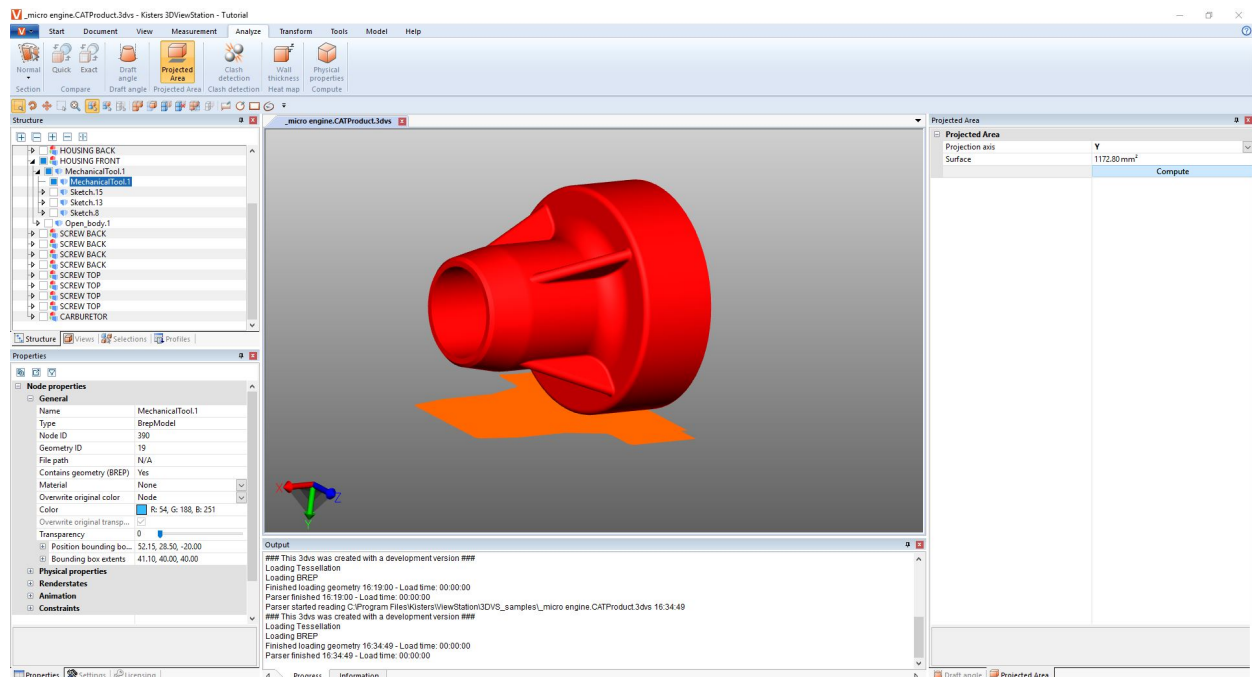 _micro engine.CATProduct.3dvs - Kisters 3DViewStation - Tutorial
Start Document View Measurement Analyze Transform Tools Model Help
Normal Quick Exact Draft angle Projected Area Clash detection Wall thickness Physical properties
Section Compare Draft angle Projected Area Clash detection Heat map Compute
Structure
HOUSING BACK
HOUSING FRONT
MechanicalTool.1
MechanicalTool.1
Sketch.15
Sketch.13
Sketch.8
Open_body.1
SCREW BACK
SCREW BACK
SCREW BACK
SCREW BACK
SCREW TOP
SCREW TOP
SCREW TOP
SCREW TOP
CARBURETOR
Structure Views Selections Profiles
Properties
Node properties
General
Name MechanicalTool.1
Type BrepModel
Node ID 390
Geometry ID 19
File path N/A
Contains geometry (BREP) Yes
Material None
Overwrite original color Node
Color R: 54, G: 188, B: 251
Overwrite original transp...
Transparency 0
Position bounding bo... 52.15, 28.50, -20.00
Bounding box extents 41.10, 40.00, 40.00
Physical properties
Renderstates
Animation
Constraints
Properties Settings Licensing
_micro engine.CATProduct.3dvs
X
Z
Y
Output
### This 3dvs was created with a development version ###
Loading Tessellation
Loading BREP
Finished loading geometry 16:19:00 - Load time: 00:00:00
Parser finished 16:19:00 - Load time: 00:00:00
Parser started reading C:\Program Files\Kisters\ViewStation\3DVS_samples\_micro engine.CATProduct.3dvs 16:34:49
### This 3dvs was created with a development version ###
Loading Tessellation
Loading BREP
Finished loading geometry 16:34:49 - Load time: 00:00:00
Parser finished 16:34:49 - Load time: 00:00:00
Progress Information
Projected Area
Projected Area
Projection axis Y
Surface 1172.80 mm²
Compute
Draft angle Projected Area